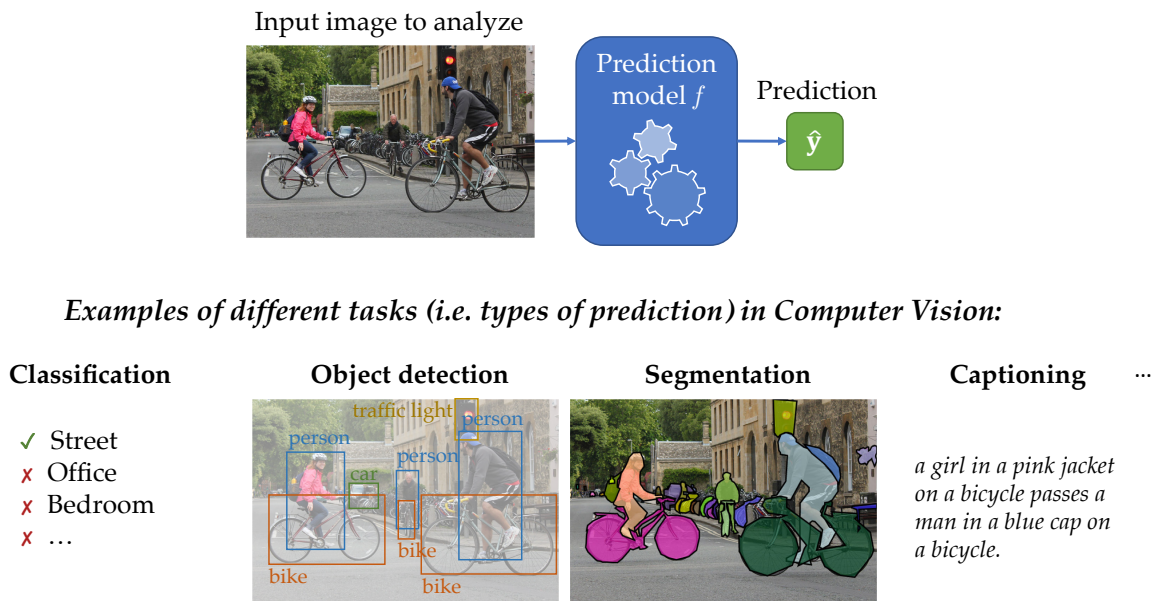 Input image to analyze
Prediction
model f
Prediction
ŷ
Examples of different tasks (i.e. types of prediction) in Computer Vision:
Classification
✓ Street
✗ Office
✗ Bedroom
✗ …
Object detection
traffic light
person
person
car
person
bike
bike
bike
Segmentation
Captioning
a girl in a pink jacket
on a bicycle passes a
man in a blue cap on
a bicycle.
...